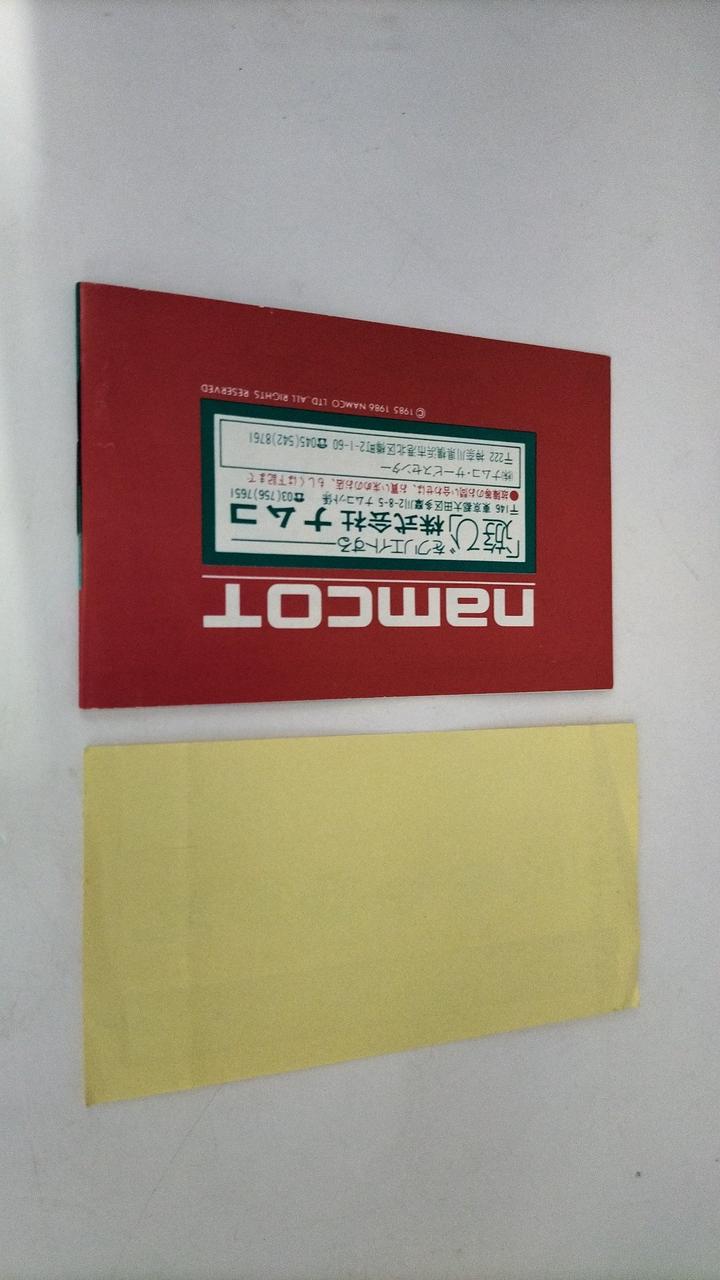 namcot
「遊び」をクリエイトする
株式会社ナムコ
〒146 東京都大田区多摩川2-8-5 ナムコット係 ☎03(756)7651
●故障等のお問い合わせは、お買い求めのお店、もしくは下記まで
㈱ナムコ・サービスセンター
〒222 神奈川県横浜市港北区樽町2-1-60 ☎045(542)8761
© 1985 1986 NAMCO LTD.,ALL RIGHTS RESERVED